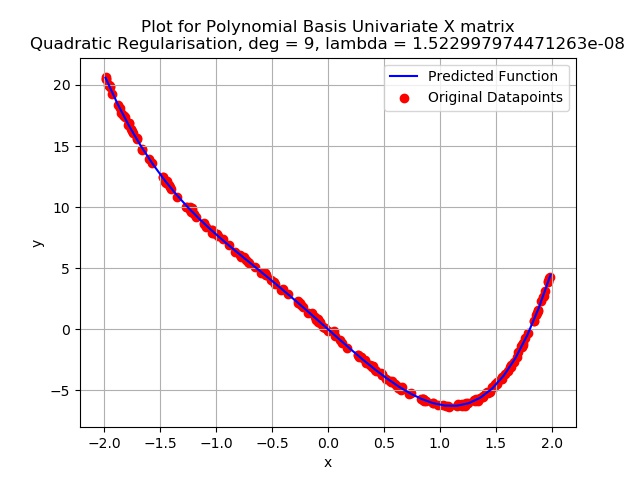 Plot for Polynomial Basis Univariate X matrix
Quadratic Regularisation, deg = 9, lambda = 1.522997974471263e-08
Predicted Function
Original Datapoints
20
15
10
5
0
−5
y
−2.0 −1.5 −1.0 −0.5 0.0 0.5 1.0 1.5 2.0
x